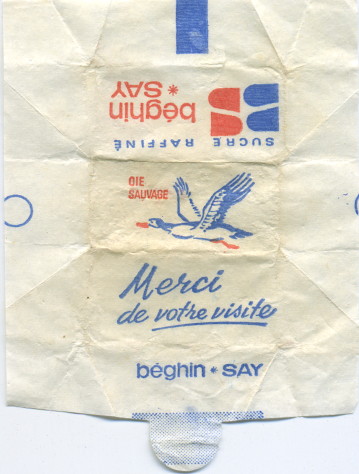 béghin
* SAY
SUCRE RAFFINÉ
OIE
SAUVAGE
Merci
de votre visite
béghin * SAY